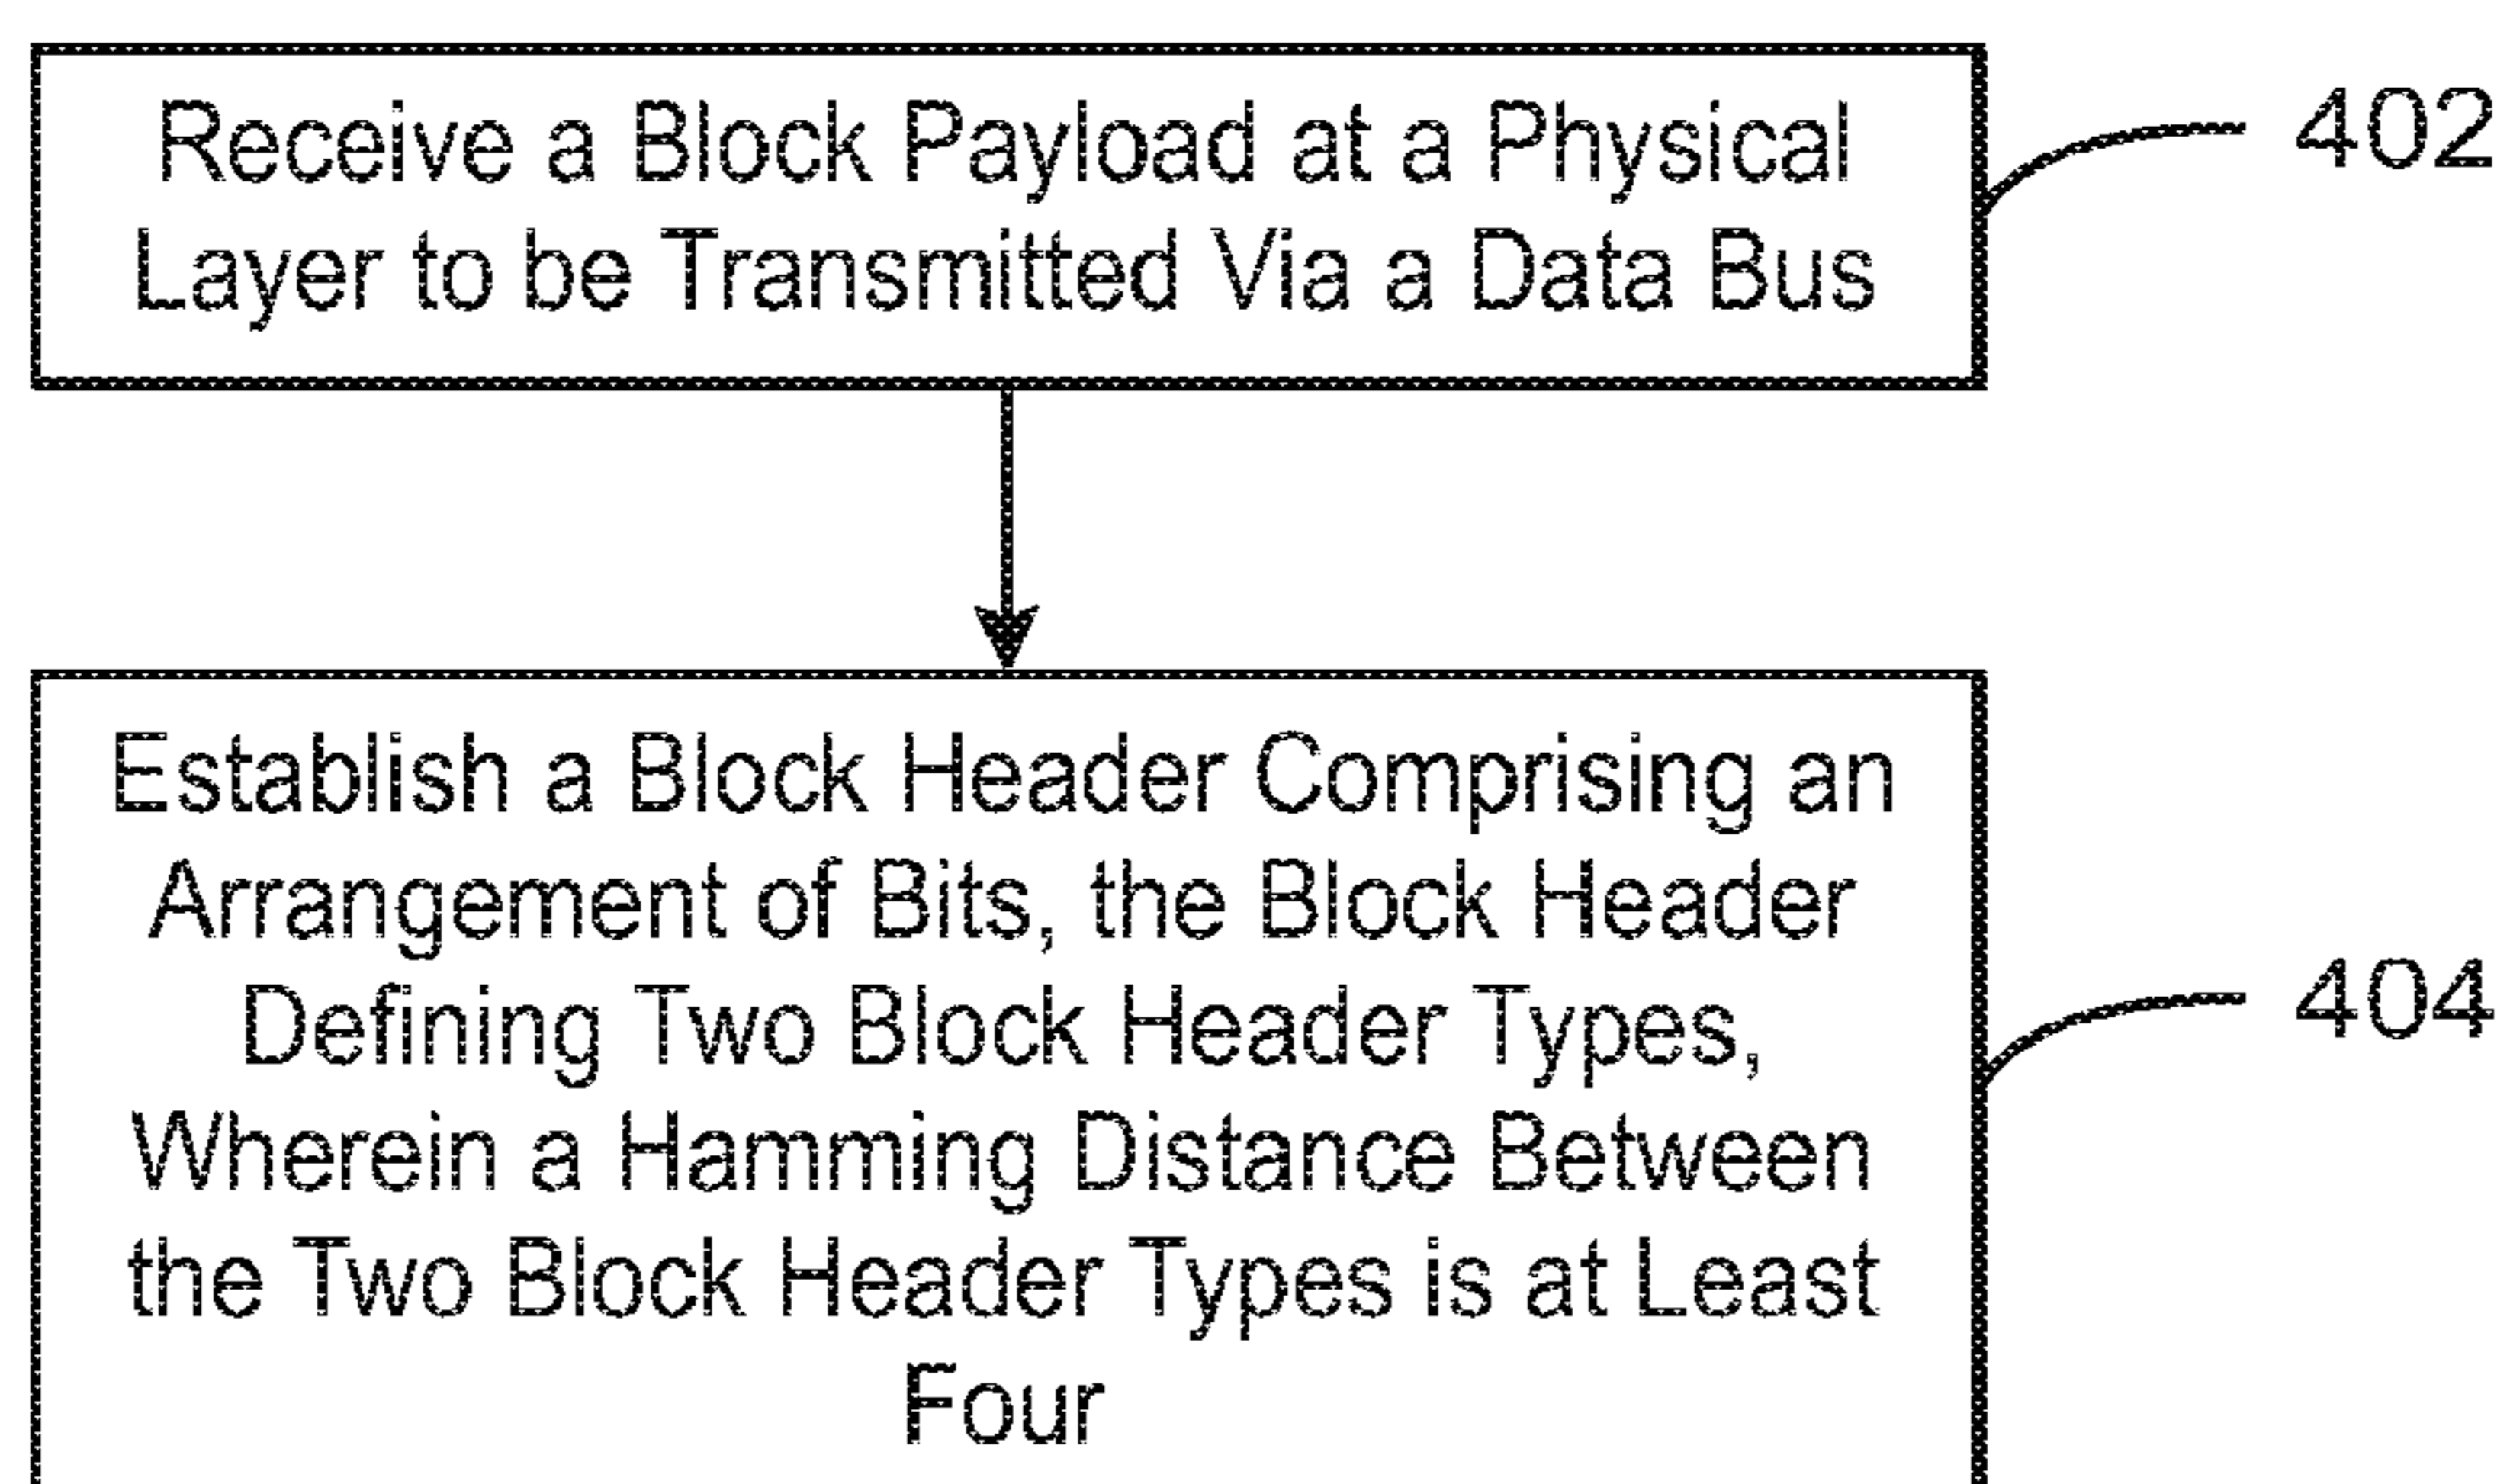 Receive a Block Payload at a Physical
Layer to be Transmitted Via a Data Bus
402
Establish a Block Header Comprising an
Arrangement of Bits, the Block Header
Defining Two Block Header Types,
Wherein a Hamming Distance Between
the Two Block Header Types is at Least
Four
404